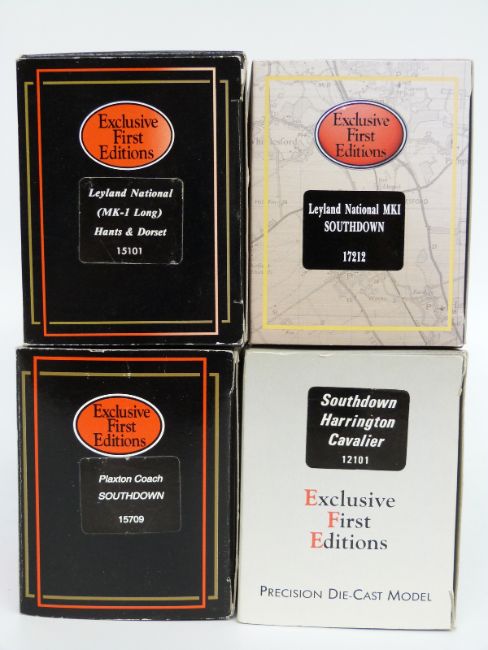 Exclusive
First
Editions
Leyland National
(MK-1 Long)
Hants & Dorset
15101
Exclusive
First
Editions
Leyland National MKI
SOUTHDOWN
17212
Exclusive
First
Editions
Plaxton Coach
SOUTHDOWN
15709
Southdown
Harrington
Cavalier
12101
Exclusive
First
Editions
PRECISION DIE-CAST MODEL